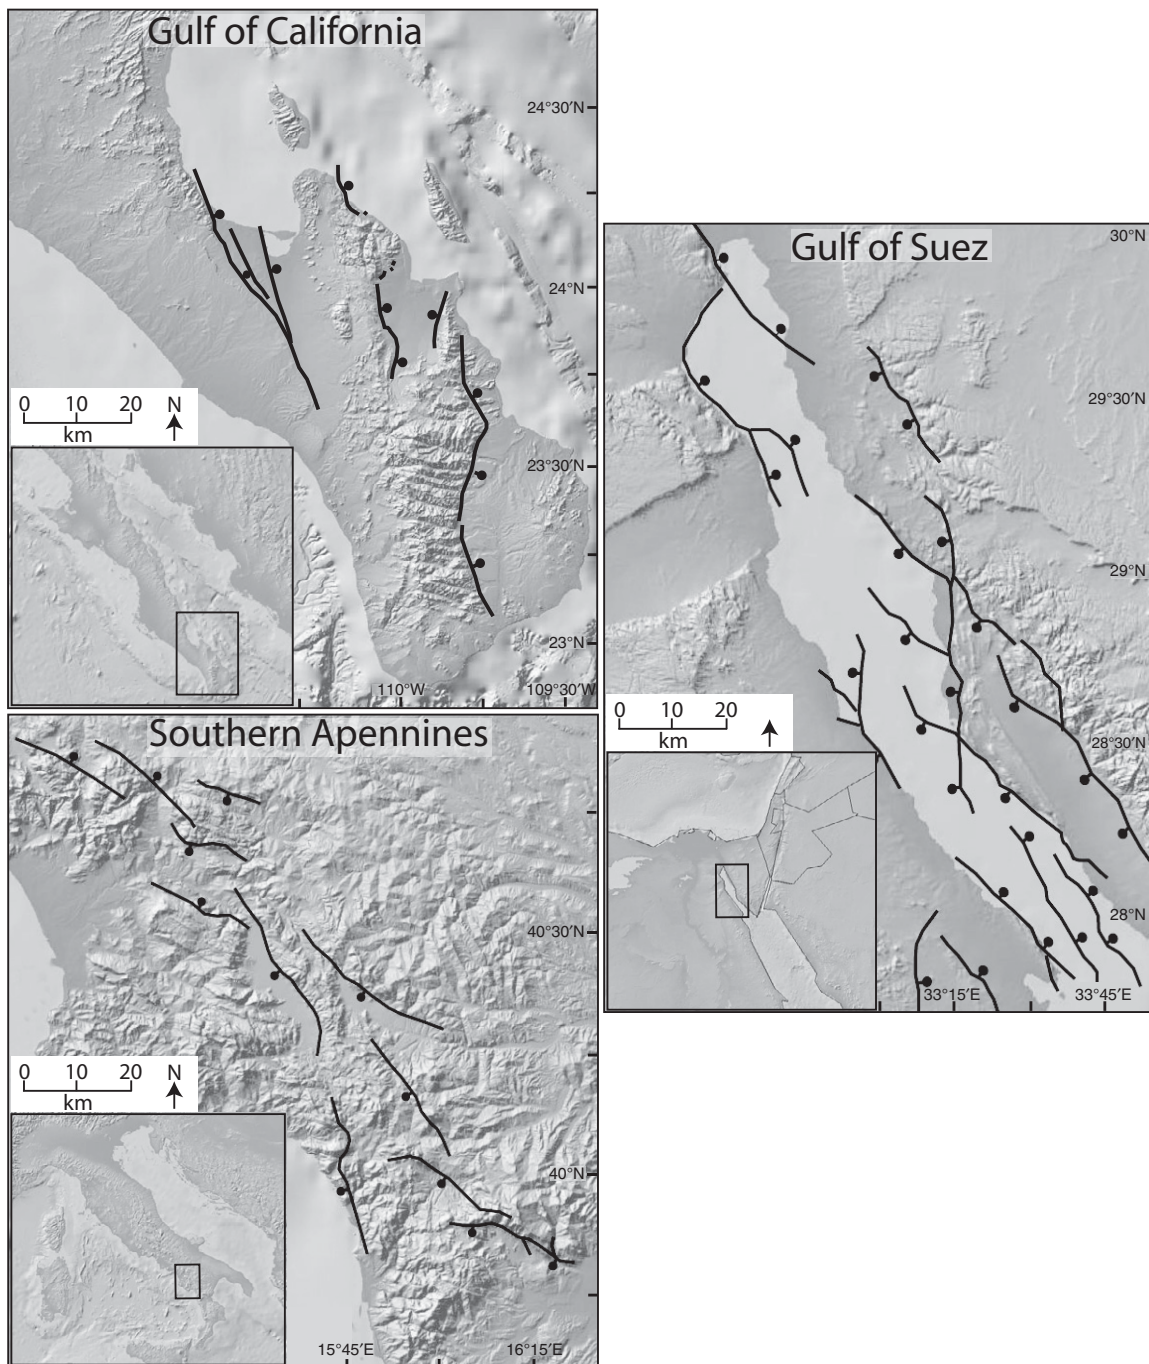 Gulf of California
24°30′N
24°N
0 10 20 N
km
23°30′N
23°N
110°W
109°30′W
Gulf of Suez
30°N
29°30′N
29°N
0 10 20
km
28°30′N
28°N
33°15′E
33°45′E
Southern Apennines
40°30′N
0 10 20 N
km
40°N
15°45′E
16°15′E